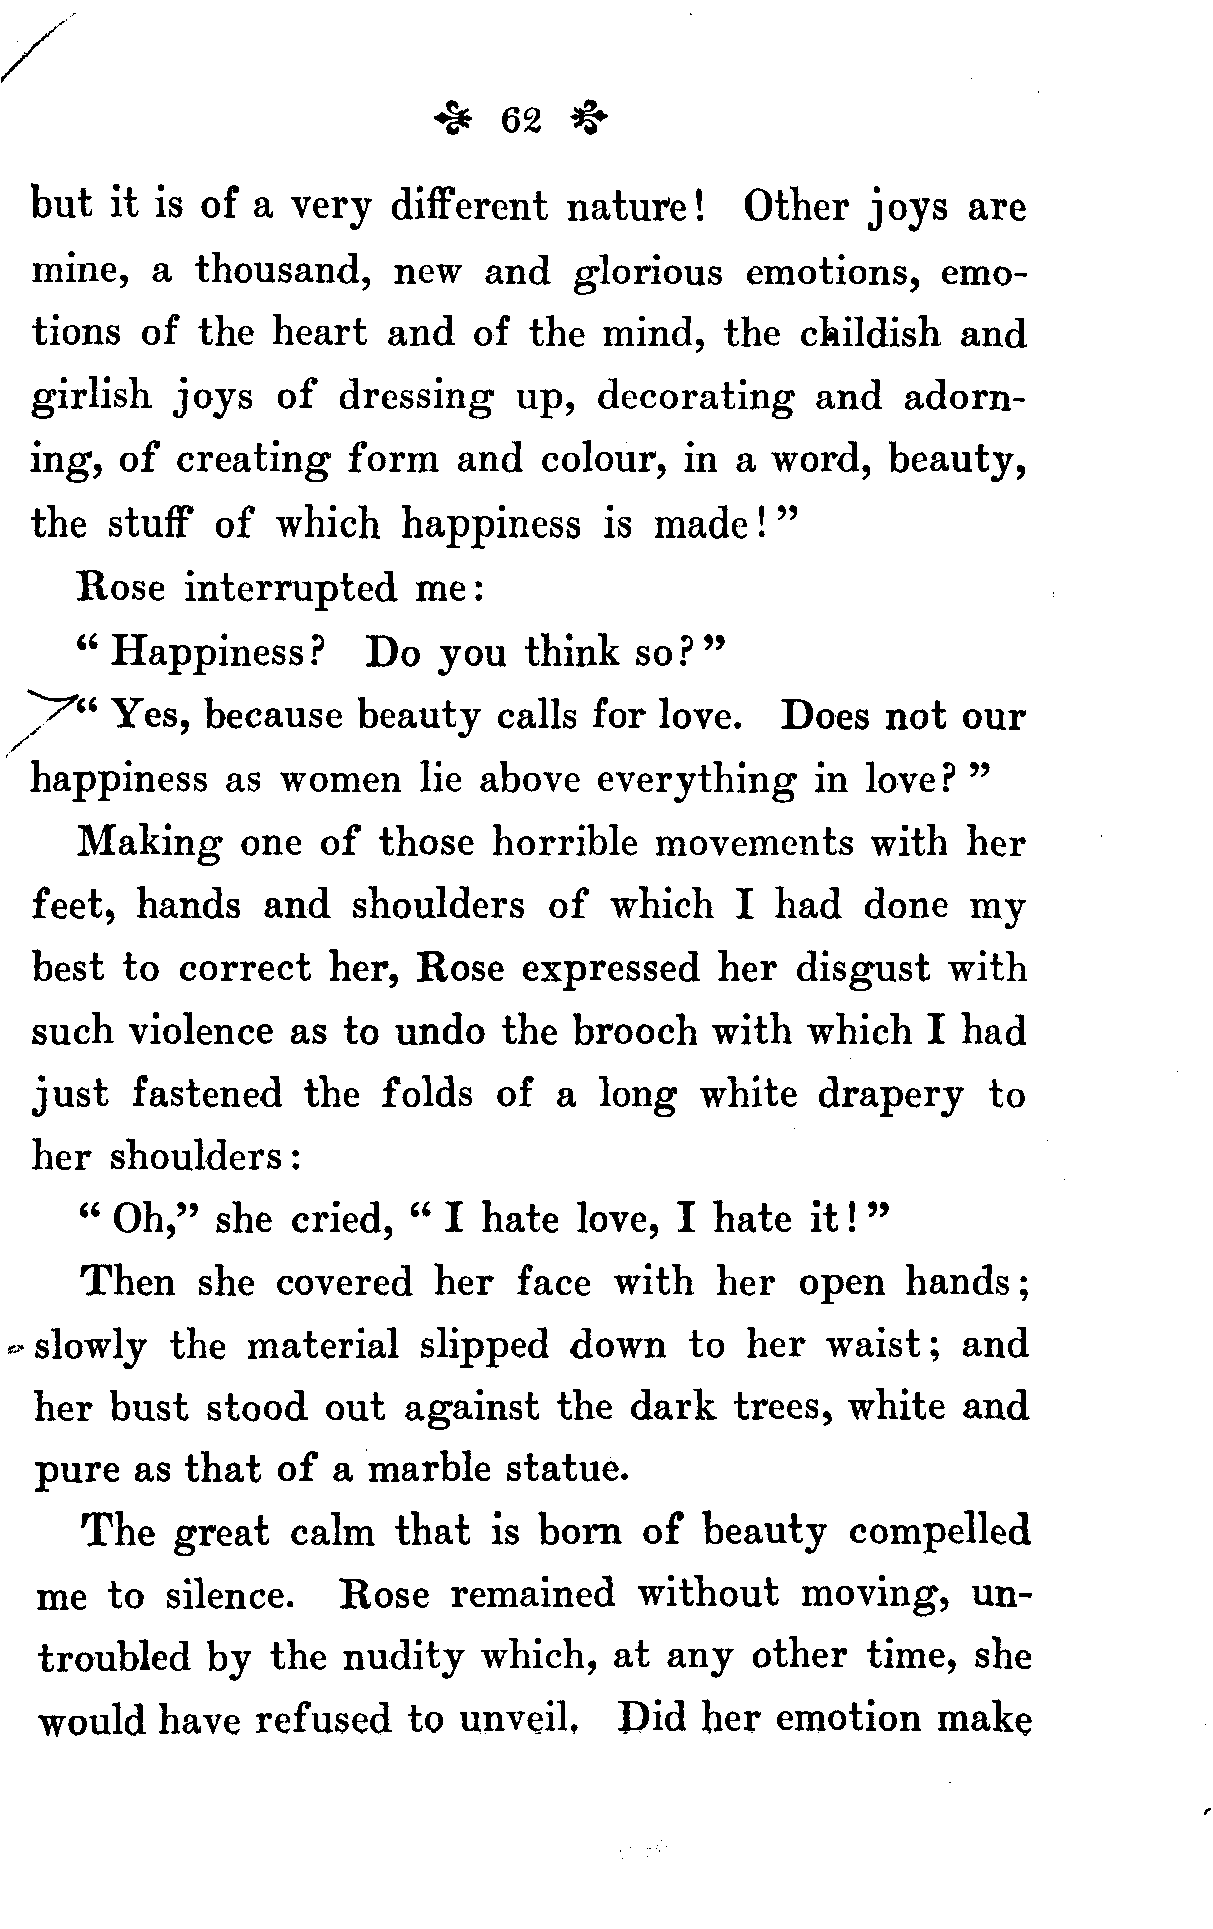 62
but it is of a very different nature! Other joys are
mine, a thousand, new and glorious emotions, emo-
tions of the heart and of the mind, the childish and
girlish joys of dressing up, decorating and adorn-
ing, of creating form and colour, in a word, beauty,
the stuff of which happiness is made!”
Rose interrupted me:
“ Happiness? Do you think so?”
“ Yes, because beauty calls for love. Does not our
happiness as women lie above everything in love? ”
Making one of those horrible movements with her
feet, hands and shoulders of which I had done my
best to correct her, Rose expressed her disgust with
such violence as to undo the brooch with which I had
just fastened the folds of a long white drapery to
her shoulders:
“ Oh,” she cried, “ I hate love, I hate it! ”
Then she covered her face with her open hands;
slowly the material slipped down to her waist; and
her bust stood out against the dark trees, white and
pure as that of a marble statue.
The great calm that is born of beauty compelled
me to silence. Rose remained without moving, un-
troubled by the nudity which, at any other time, she
would have refused to unveil. Did her emotion make